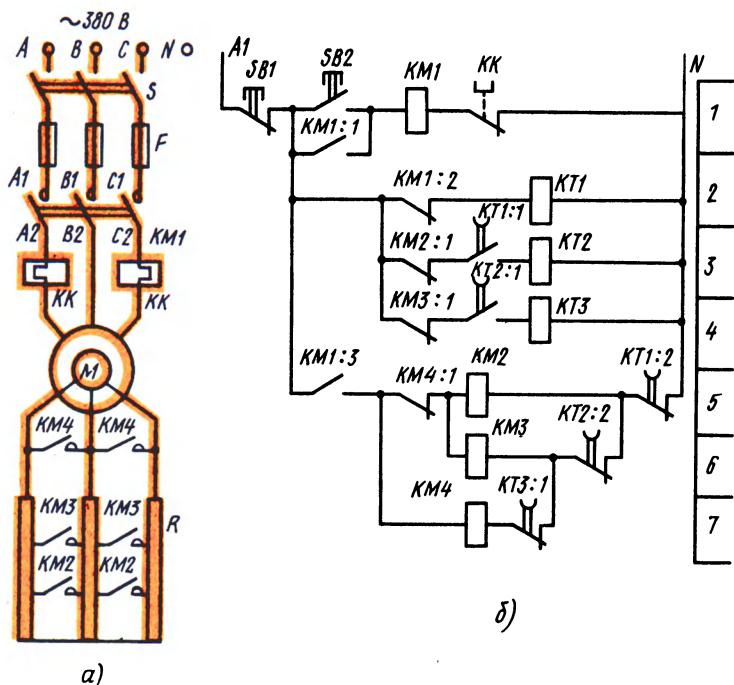 ~380 В
A B C N
S
F
A1 B1 C1
A2 B2 C2 KM1
KK KK
M1
KM4 KM4
KM3 KM3 R
KM2 KM2
а)
A1 N
SB1 SB2 KM1 KK 1
KM1:1
KM1:2 KT1 2
KT1:1
KM2:1 KT2 3
KT2:1
KM3:1 KT3 4
KM1:3 KM4:1 KM2 KT1:2 5
KM3 KT2:2 6
KM4 KT3:1 7
б)